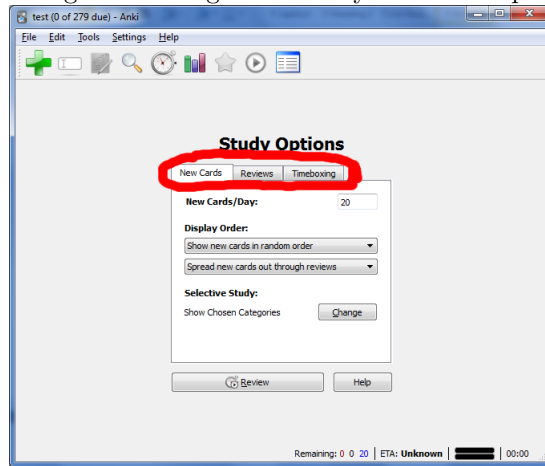 test (0 of 279 due) - Anki
File Edit Tools Settings Help
Study Options
New Cards Reviews Timeboxing
New Cards/Day: 20
Display Order:
Show new cards in random order
Spread new cards out through reviews
Selective Study:
Show Chosen Categories Change
Review Help
Remaining: 0 0 20 ETA: Unknown 00:00